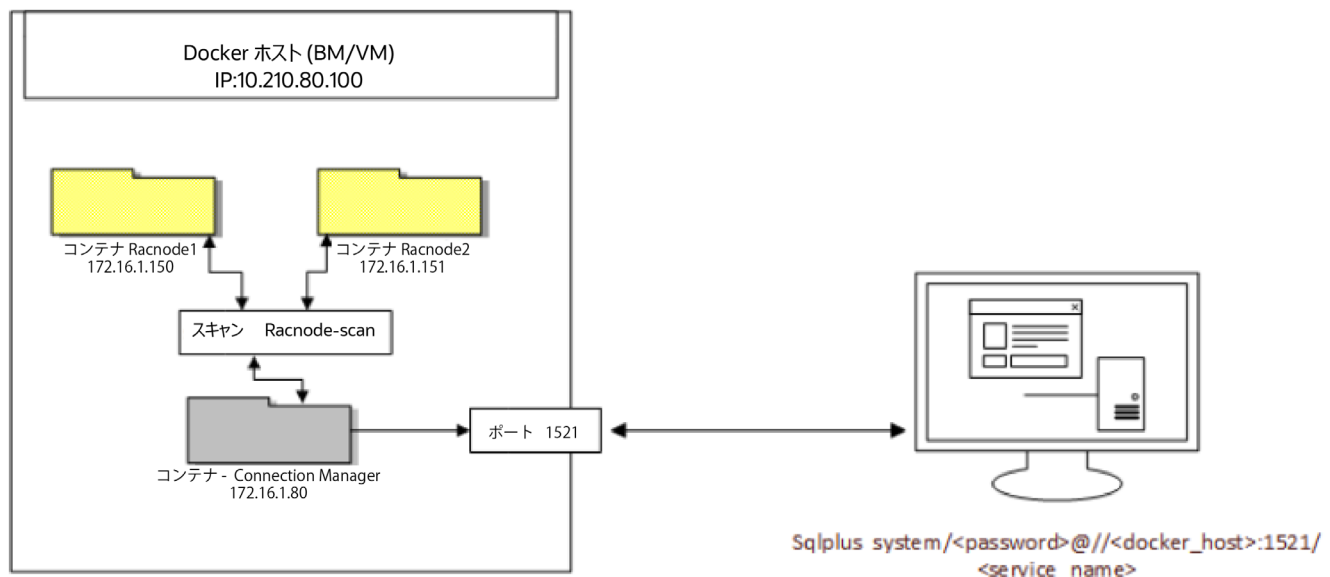 Docker ホスト (BM/VM)
IP:10.210.80.100
コンテナ Racnode1
172.16.1.150
コンテナ Racnode2
172.16.1.151
スキャン Racnode-scan
コンテナ - Connection Manager
172.16.1.80
ポート 1521
Sqlplus system/<password>@//<docker_host>:1521/
<service_name>